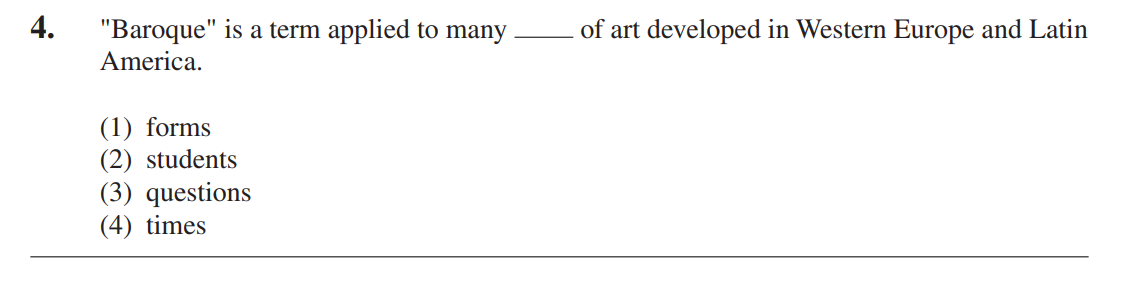 4. "Baroque" is a term applied to many ____ of art developed in Western Europe and Latin
America.
(1) forms
(2) students
(3) questions
(4) times